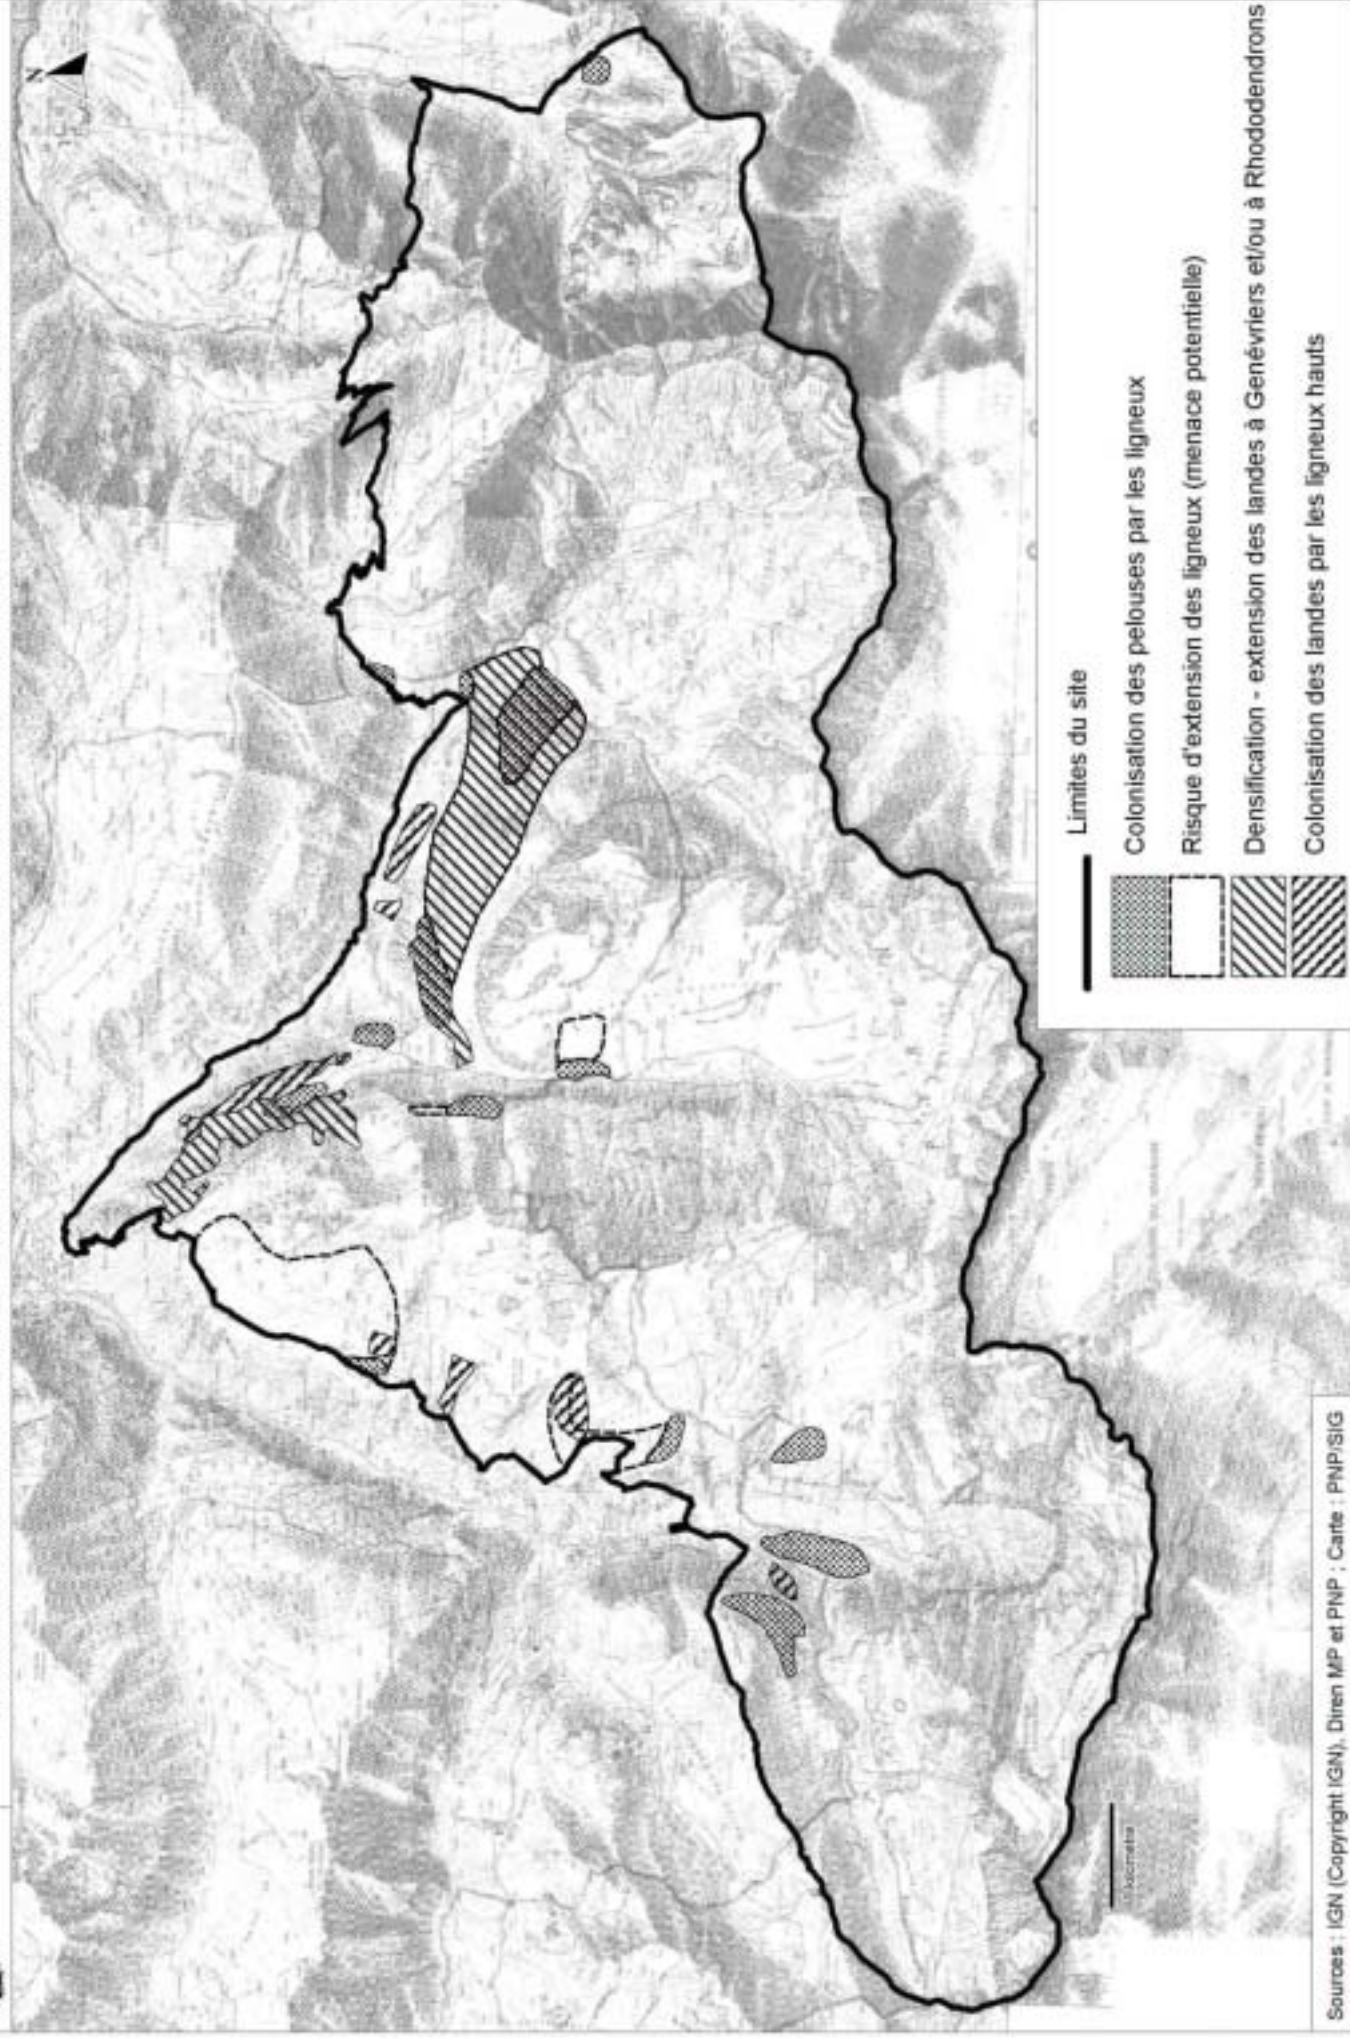 N
Limites du site
Colonisation des pelouses par les ligneux
Risque d'extension des ligneux (menace potentielle)
Densification - extension des landes à Genévriers et/ou à Rhododendrons
Colonisation des landes par les ligneux hauts
Sources : IGN (Copyright IGN), Diren MP et PNP ; Carte : PNP/SIG